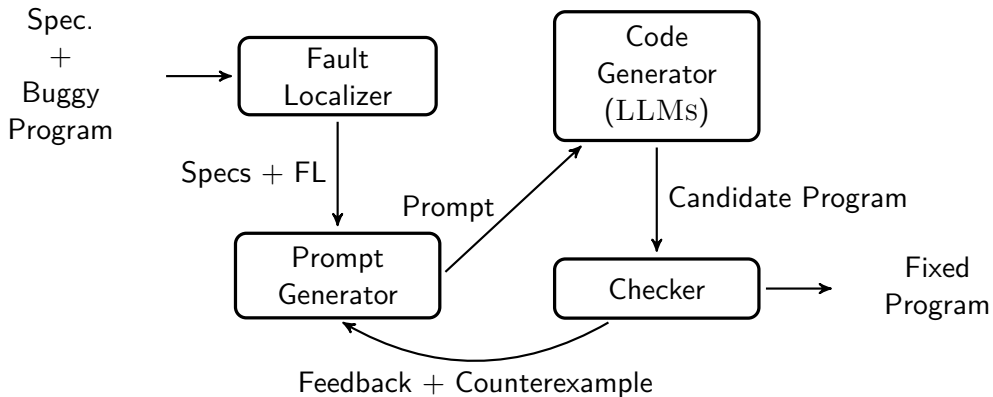 Spec.
+
Buggy
Program
Fault
Localizer
Specs + FL
Prompt
Generator
Prompt
Code
Generator
(LLMs)
Candidate Program
Checker
Fixed
Program
Feedback + Counterexample